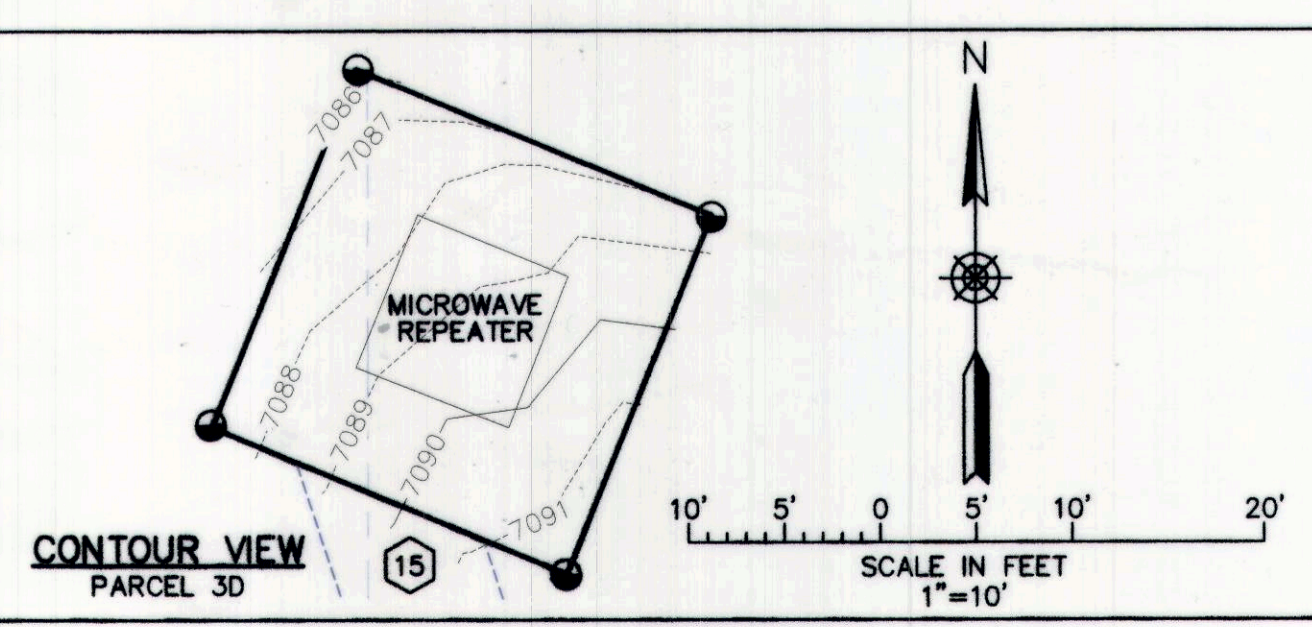 N
7086
7087
MICROWAVE
REPEATER
7088
7089
7090
7091
10' 5' 0 5' 10' 20'
SCALE IN FEET
1"=10'
CONTOUR VIEW
PARCEL 3D
15